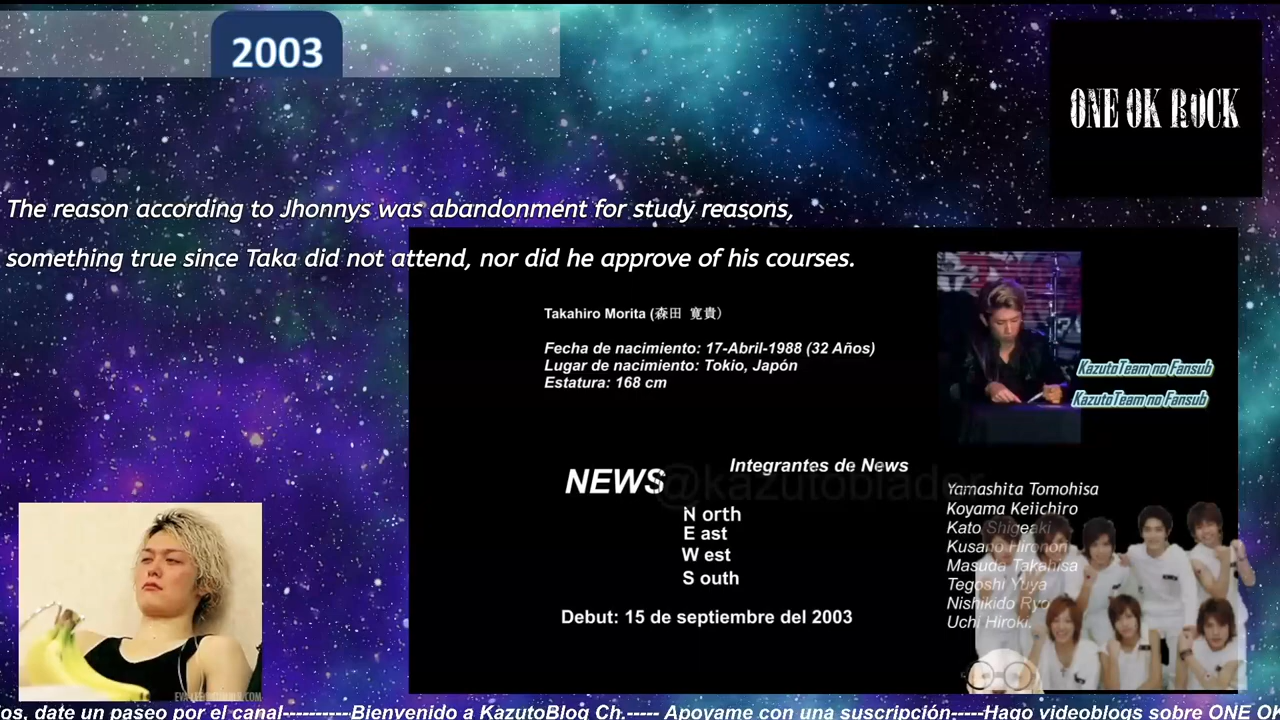 2003
ONE OK ROCK
The reason according to Jhonnys was abandonment for study reasons,
something true since Taka did not attend, nor did he approve of his courses.
Takahiro Morita (森田 寛貴)
Fecha de nacimiento: 17-Abril-1988 (32 Años)
Lugar de nacimiento: Tokio, Japón
Estatura: 168 cm
KazutoTeam no Fansub
KazutoTeam no Fansub
NEWS
Integrantes de News
N orth
E ast
W est
S outh
Debut: 15 de septiembre del 2003
Yamashita Tomohisa
Koyama Keiichiro
Kato Shigeaki
Kusano Hironon
Masuda Takahisa
Tegoshi Yuya
Nishikido Ryo
Uchi Hiroki.
date un paseo por el canal----------Bienvenido a KazutoBlog Ch.----- Apoyame con una suscripción-----Hago videoblogs sobre ONE